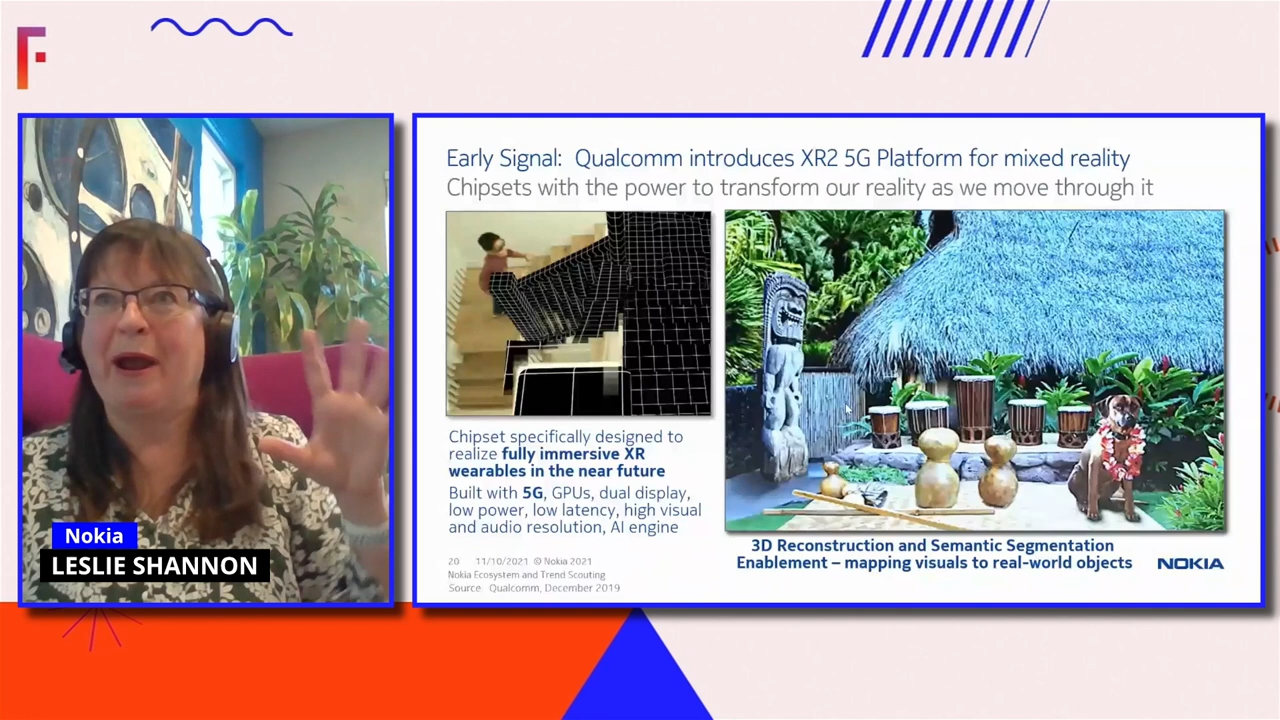 F
Nokia
LESLIE SHANNON
Early Signal: Qualcomm introduces XR2 5G Platform for mixed reality
Chipsets with the power to transform our reality as we move through it
Chipset specifically designed to
realize fully immersive XR
wearables in the near future
Built with 5G, GPUs, dual display,
low power, low latency, high visual
and audio resolution, AI engine
20 11/10/2021 © Nokia 2021
Nokia Ecosystem and Trend Scouting
Source Qualcomm, December 2019
3D Reconstruction and Semantic Segmentation
Enablement – mapping visuals to real-world objects
NOKIA